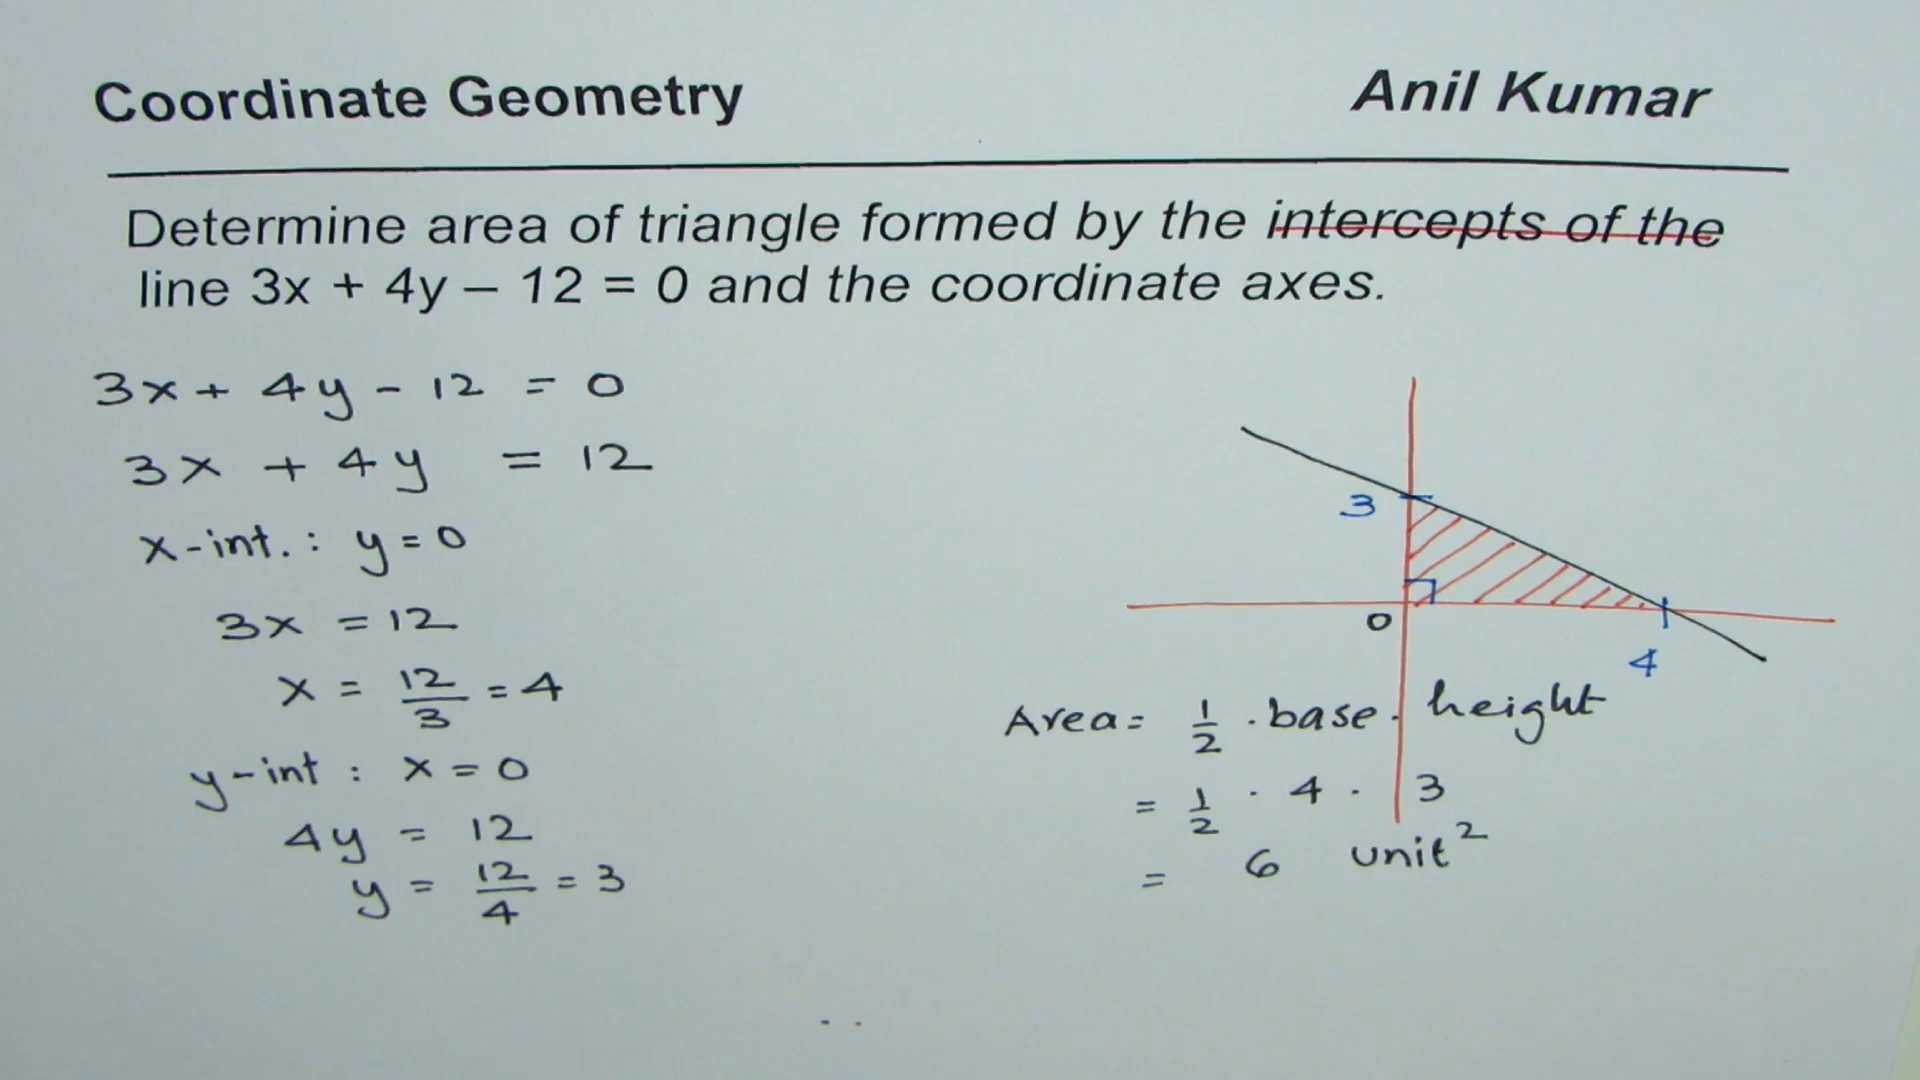 Coordinate Geometry
Anil Kumar
Determine area of triangle formed by the intercepts of the
line 3x + 4y – 12 = 0 and the coordinate axes.
3x + 4y - 12 = 0
3x + 4y = 12
x-int. : y = 0
3x = 12
x = 12/3 = 4
y-int : x = 0
4y = 12
y = 12/4 = 3
3
0
4
Area = 1/2 . base . height
= 1/2 . 4 . 3
= 6 unit²